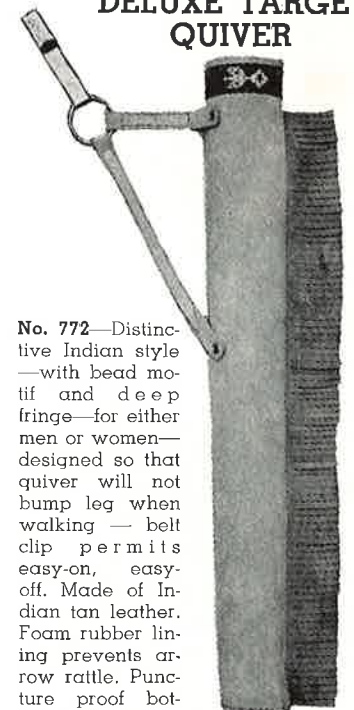 DELUXE TARGE
QUIVER
No. 772—Distinc-
tive Indian style
—with bead mo-
tif and deep
fringe—for either
men or women—
designed so that
quiver will not
bump leg when
walking — belt
clip permits
easy-on, easy-
off. Made of In-
dian tan leather.
Foam rubber lin-
ing prevents ar-
row rattle. Punc-
ture proof bot-